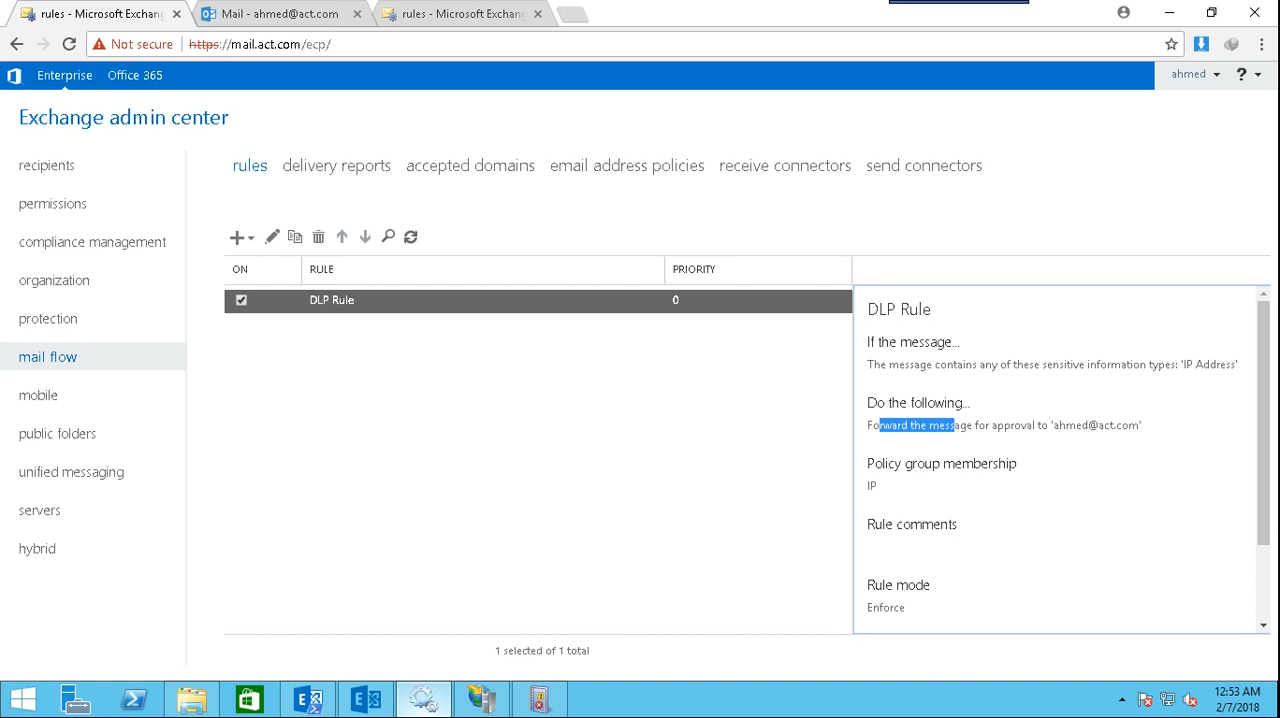 rules - Microsoft Exchang
Mail - ahmed@act.com
rules - Microsoft Exchang
Not secure
https://mail.act.com/ecp/
Enterprise Office 365
ahmed
?
Exchange admin center
recipients
permissions
compliance management
organization
protection
mail flow
mobile
public folders
unified messaging
servers
hybrid
rules delivery reports accepted domains email address policies receive connectors send connectors
ON RULE PRIORITY
DLP Rule 0
DLP Rule
If the message...
The message contains any of these sensitive information types: 'IP Address'
Do the following...
Forward the message for approval to 'ahmed@act.com'
Policy group membership
IP
Rule comments
Rule mode
Enforce
1 selected of 1 total
12:53 AM
2/7/2018